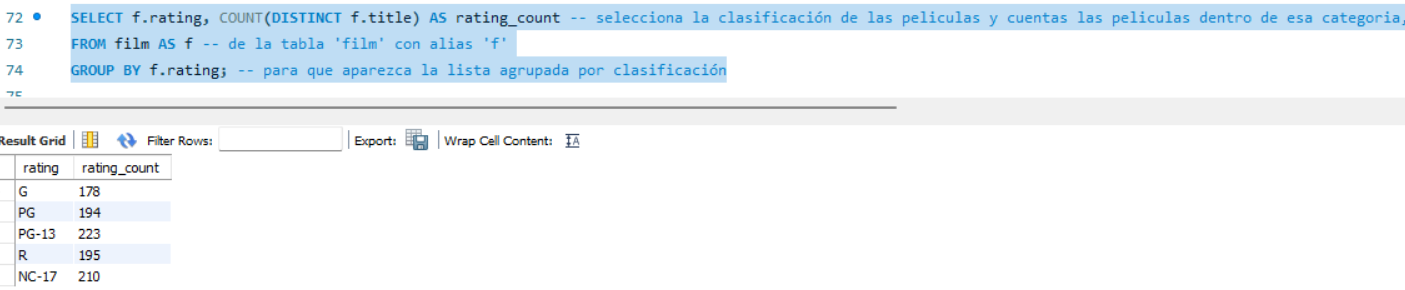 72 SELECT f.rating, COUNT(DISTINCT f.title) AS rating_count -- selecciona la clasificación de las peliculas y cuentas las peliculas dentro de esa categoria,
73 FROM film AS f -- de la tabla 'film' con alias 'f'
74 GROUP BY f.rating; -- para que aparezca la lista agrupada por clasificación
75
Result Grid Filter Rows: Export: Wrap Cell Content:
rating rating_count
G 178
PG 194
PG-13 223
R 195
NC-17 210